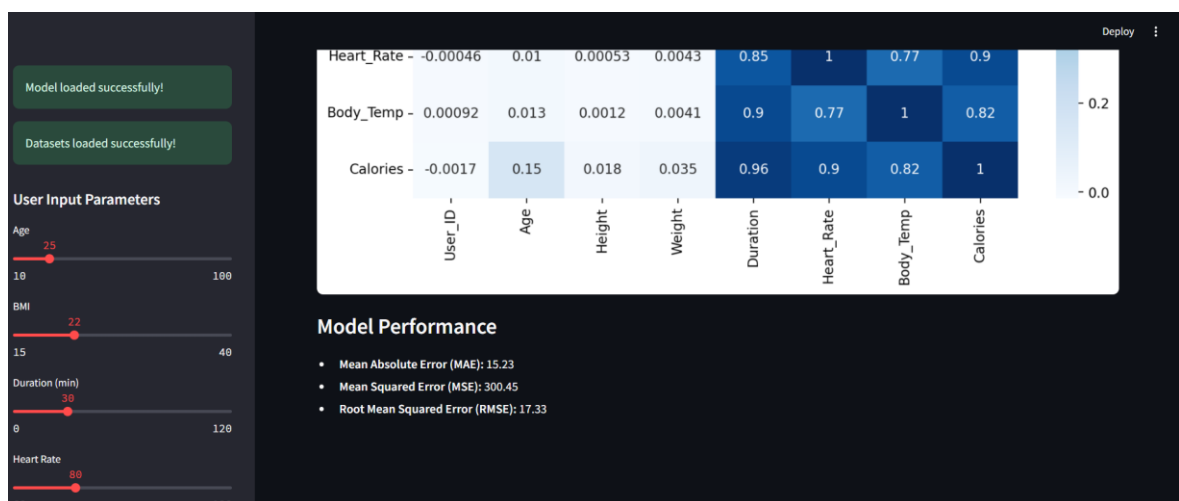 Deploy
Model loaded successfully!
Datasets loaded successfully!
User Input Parameters
Age
25
10 100
BMI
22
15 40
Duration (min)
30
0 120
Heart Rate
80
Heart_Rate - -0.00046 0.01 0.00053 0.0043 0.85 1 0.77 0.9
Body_Temp - 0.00092 0.013 0.0012 0.0041 0.9 0.77 1 0.82
Calories - -0.0017 0.15 0.018 0.035 0.96 0.9 0.82 1
User_ID
Age
Height
Weight
Duration
Heart_Rate
Body_Temp
Calories
- 0.2
- 0.0
Model Performance
• Mean Absolute Error (MAE): 15.23
• Mean Squared Error (MSE): 300.45
• Root Mean Squared Error (RMSE): 17.33